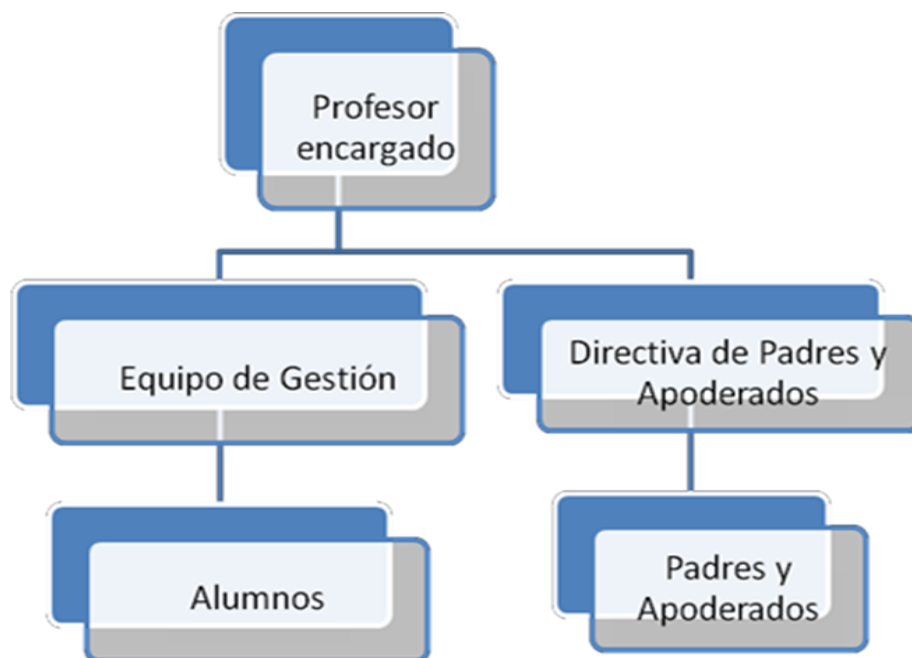 Profesor
encargado
Equipo de Gestión
Directiva de Padres y
Apoderados
Alumnos
Padres y
Apoderados